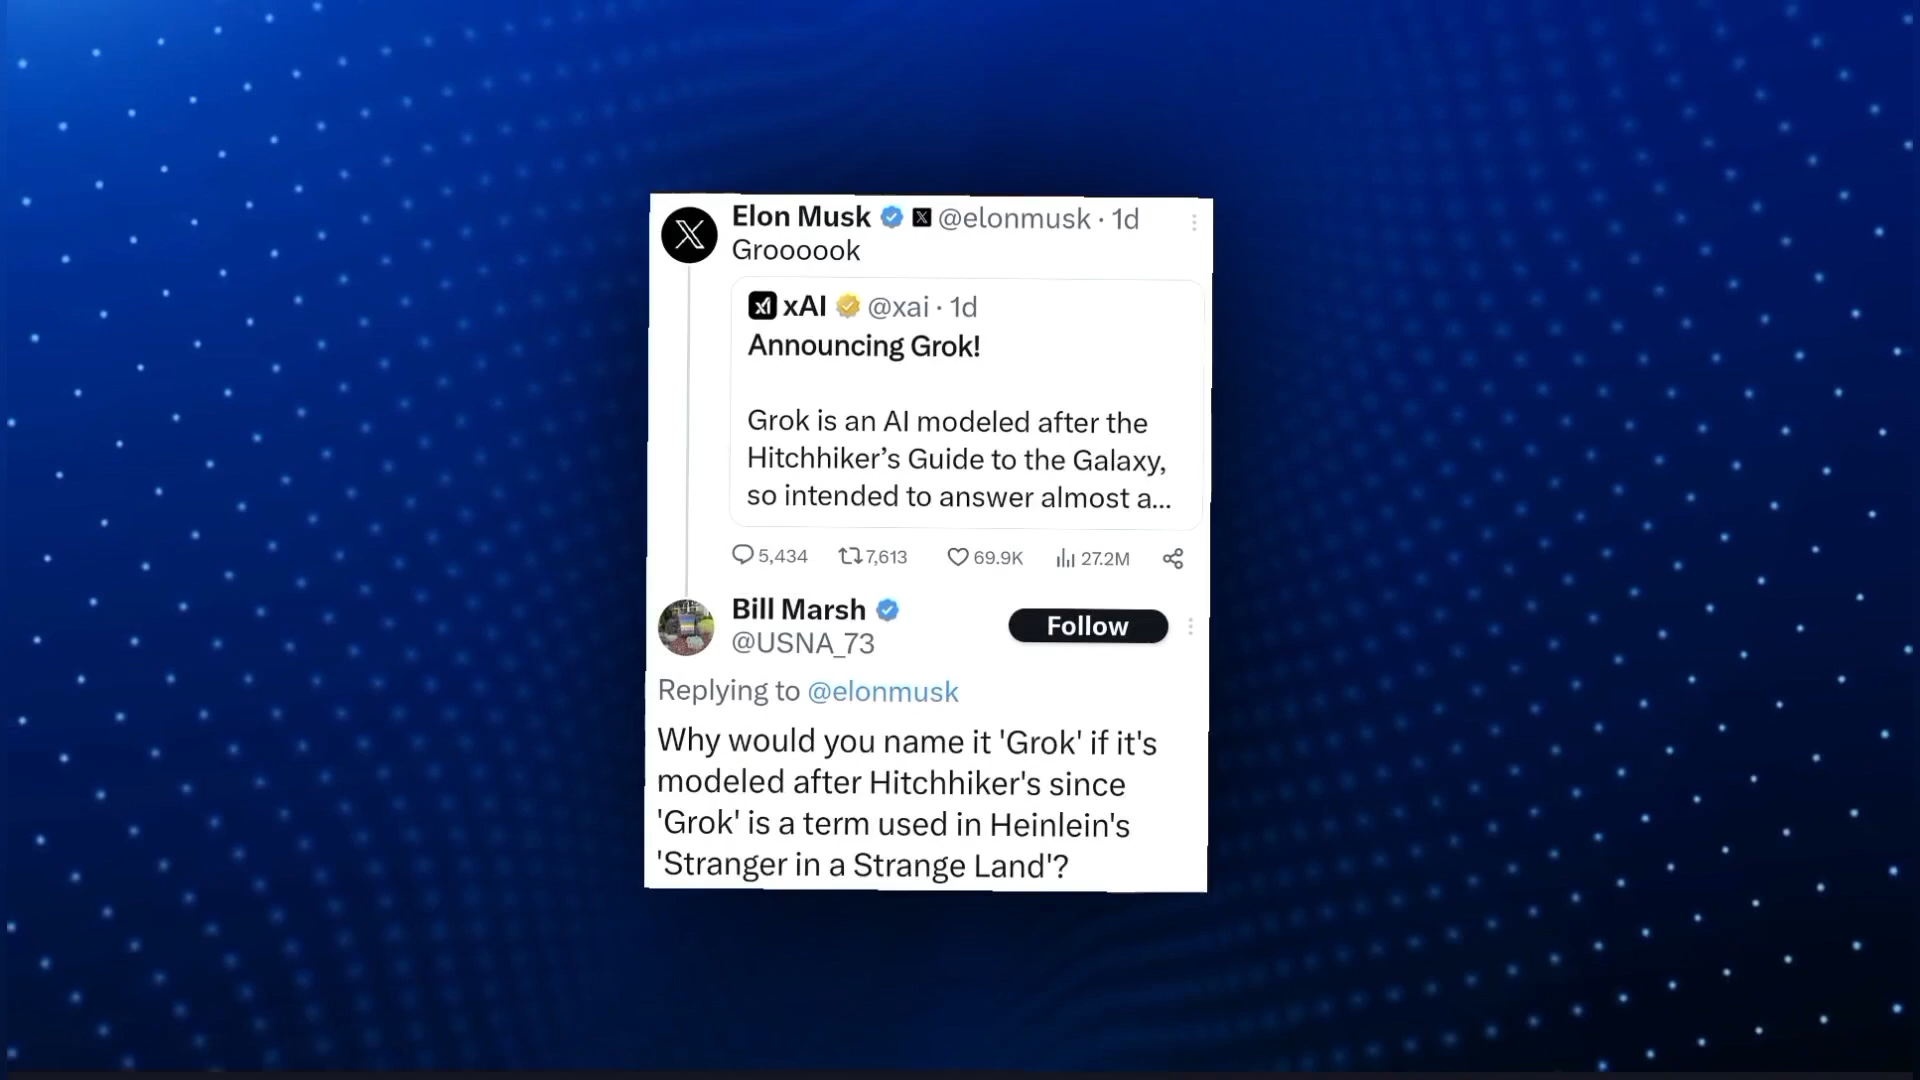 Elon Musk @elonmusk · 1d
Groooook
xAI @xai · 1d
Announcing Grok!
Grok is an AI modeled after the
Hitchhiker’s Guide to the Galaxy,
so intended to answer almost a...
5,434 7,613 69.9K 27.2M
Bill Marsh
Follow
@USNA_73
Replying to @elonmusk
Why would you name it 'Grok' if it's
modeled after Hitchhiker's since
'Grok' is a term used in Heinlein's
'Stranger in a Strange Land'?